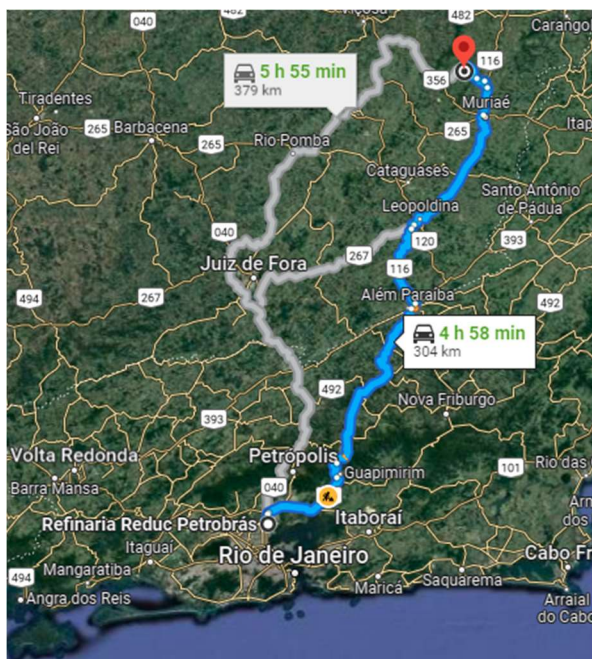 040
482
482
Viçosa
Carangol
116
5 h 55 min
379 km
356
Tiradentes
Muriaé
São João
del Rei
265
Barbacena
265
265
Itap
Rio Pomba
Cataguases
Santo Antônio
de Pádua
Leopoldina
040
120
393
267
Juiz de Fora
116
494
267
Além Paraíba
492
4 h 58 min
304 km
492
Nova Friburgo
393
Volta Redonda
Petrópolis
101
Rio das O
Barra Mansa
Guapimirim
040
Arm
dos
Refinaria Reduc Petrobrás
Itaboraí
Itaguaí
Rio de Janeiro
Cabo Fr
494
Mangaratiba
Saquarema
Maricá
Angra dos Reis
Arraial
do Cabo